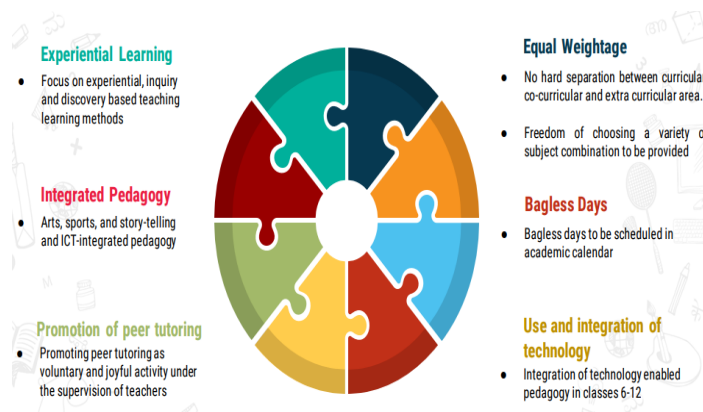 Experiential Learning
● Focus on experiential, inquiry
and discovery based teaching
learning methods
Integrated Pedagogy
● Arts, sports, and story-telling
and ICT-integrated pedagogy
Promotion of peer tutoring
● Promoting peer tutoring as
voluntary and joyful activity under
the supervision of teachers
Equal Weightage
● No hard separation between curricular
co-curricular and extra curricular area.
● Freedom of choosing a variety
subject combination to be provided
Bagless Days
● Bagless days to be scheduled in
academic calendar
Use and integration of
technology
● Integration of technology enabled
pedagogy in classes 6-12